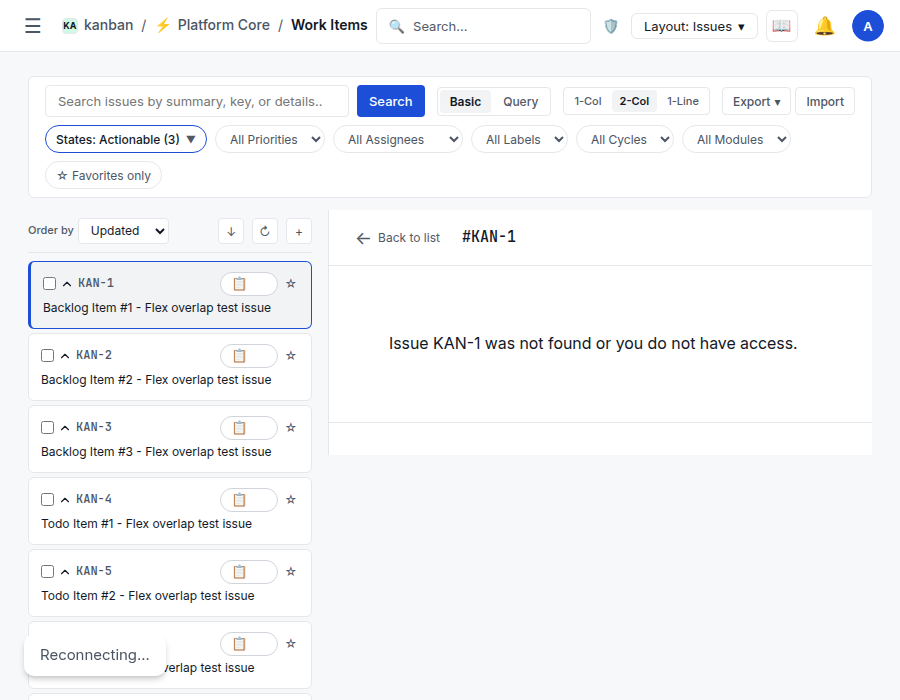 KA kanban / Platform Core / Work Items Search... Layout: Issues ▾ A
Search issues by summary, key, or details.. Search Basic Query 1-Col 2-Col 1-Line Export ▾ Import
States: Actionable (3) ▼ All Priorities All Assignees All Labels All Cycles All Modules
☆ Favorites only
Order by Updated ↓ ↻ +
KAN-1 ☆
Backlog Item #1 - Flex overlap test issue
KAN-2 ☆
Backlog Item #2 - Flex overlap test issue
KAN-3 ☆
Backlog Item #3 - Flex overlap test issue
KAN-4 ☆
Todo Item #1 - Flex overlap test issue
KAN-5 ☆
Todo Item #2 - Flex overlap test issue
☆
verlap test issue
Reconnecting...
← Back to list #KAN-1
Issue KAN-1 was not found or you do not have access.